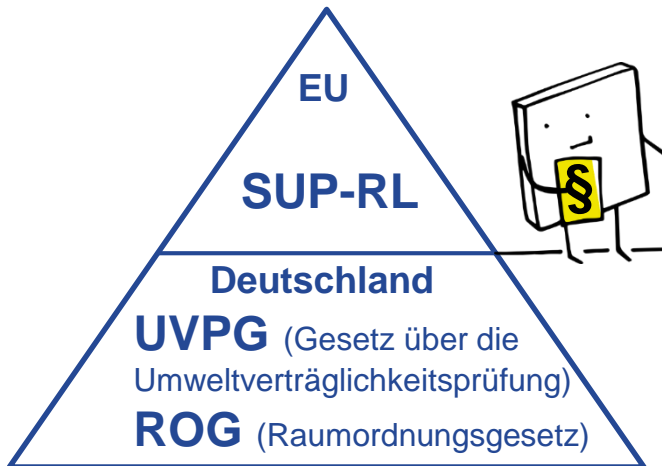 EU
SUP-RL
§
Deutschland
UVPG (Gesetz über die
Umweltverträglichkeitsprüfung)
ROG (Raumordnungsgesetz)